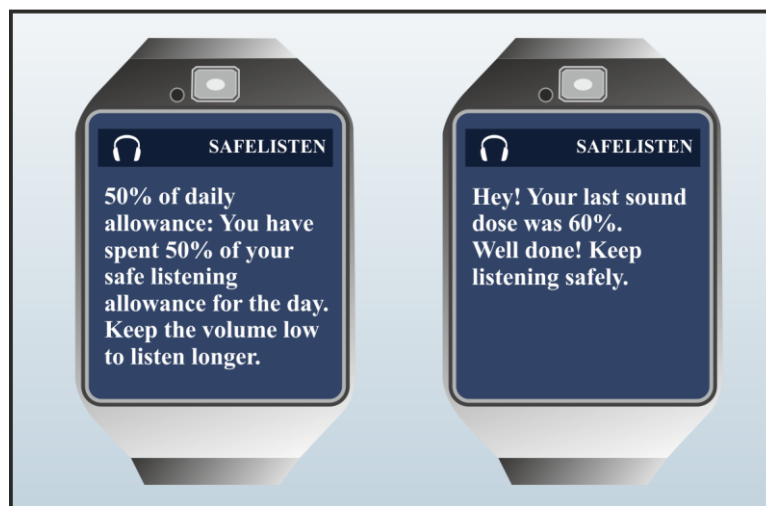 SAFELISTEN
50% of daily
allowance: You have
spent 50% of your
safe listening
allowance for the day.
Keep the volume low
to listen longer.
SAFELISTEN
Hey! Your last sound
dose was 60%.
Well done! Keep
listening safely.